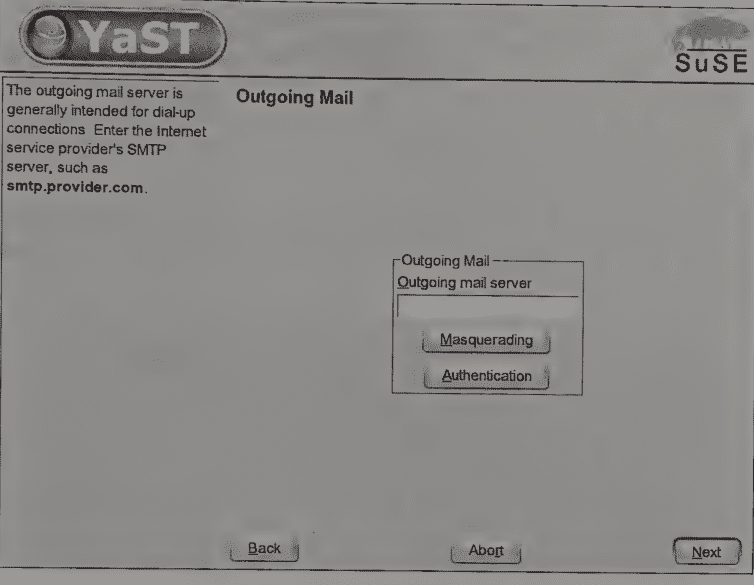 YaST
SuSE
The outgoing mail server is
generally intended for dial-up
connections Enter the Internet
service provider's SMTP
server, such as
smtp.provider.com.
Outgoing Mail
Outgoing Mail
Outgoing mail server
Masquerading
Authentication
Back
Abort
Next